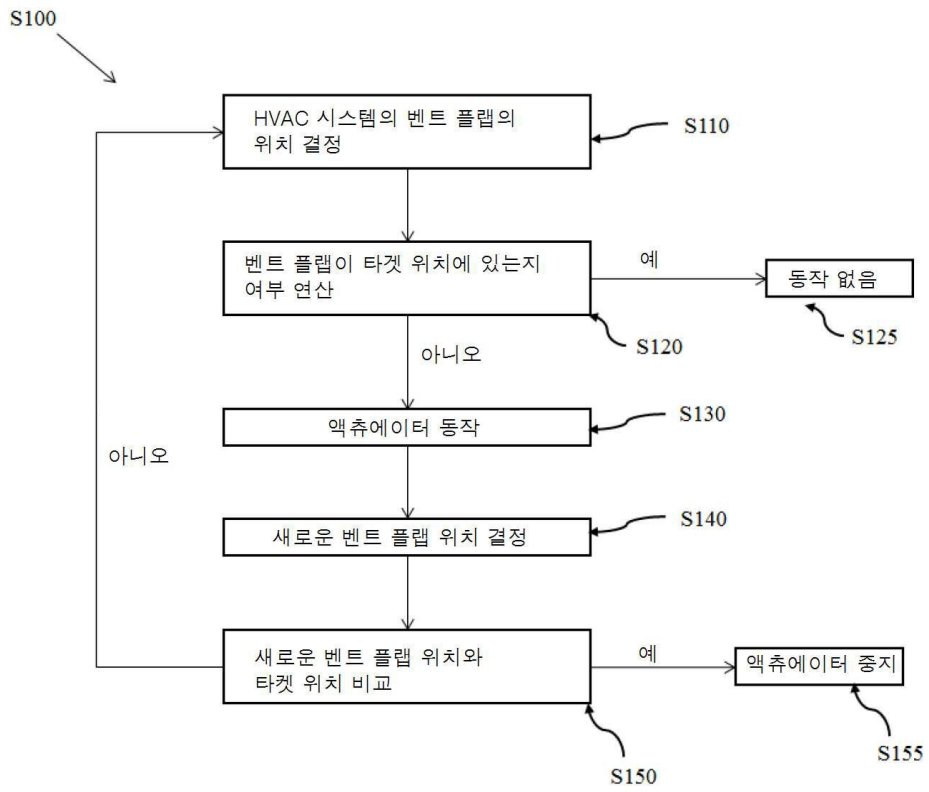 S100
HVAC 시스템의 벤트 플랩의
위치 결정
S110
벤트 플랩이 타겟 위치에 있는지
여부 연산
예
동작 없음
S120
S125
아니오
액츄에이터 동작
S130
아니오
새로운 벤트 플랩 위치 결정
S140
새로운 벤트 플랩 위치와
타켓 위치 비교
예
액츄에이터 중지
S150
S155